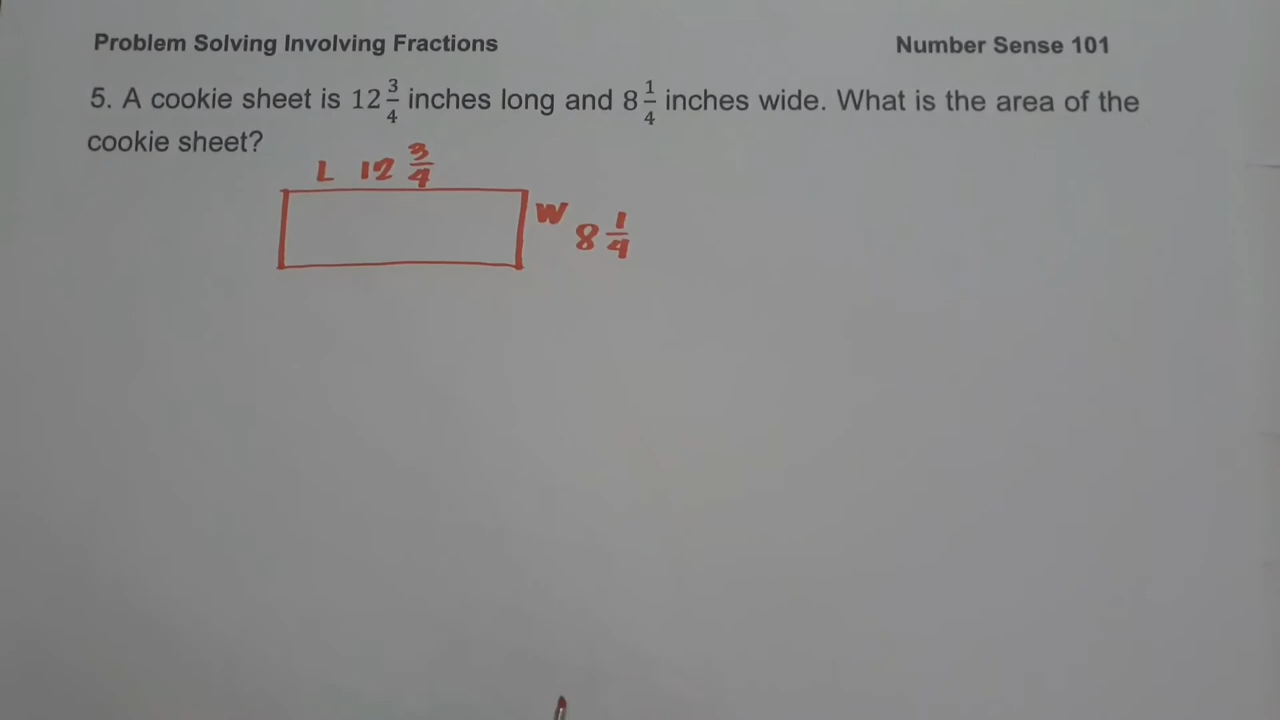 Problem Solving Involving Fractions Number Sense 101
5. A cookie sheet is 12 3/4 inches long and 8 1/4 inches wide. What is the area of the
cookie sheet?
L 12 3/4
W 8 1/4